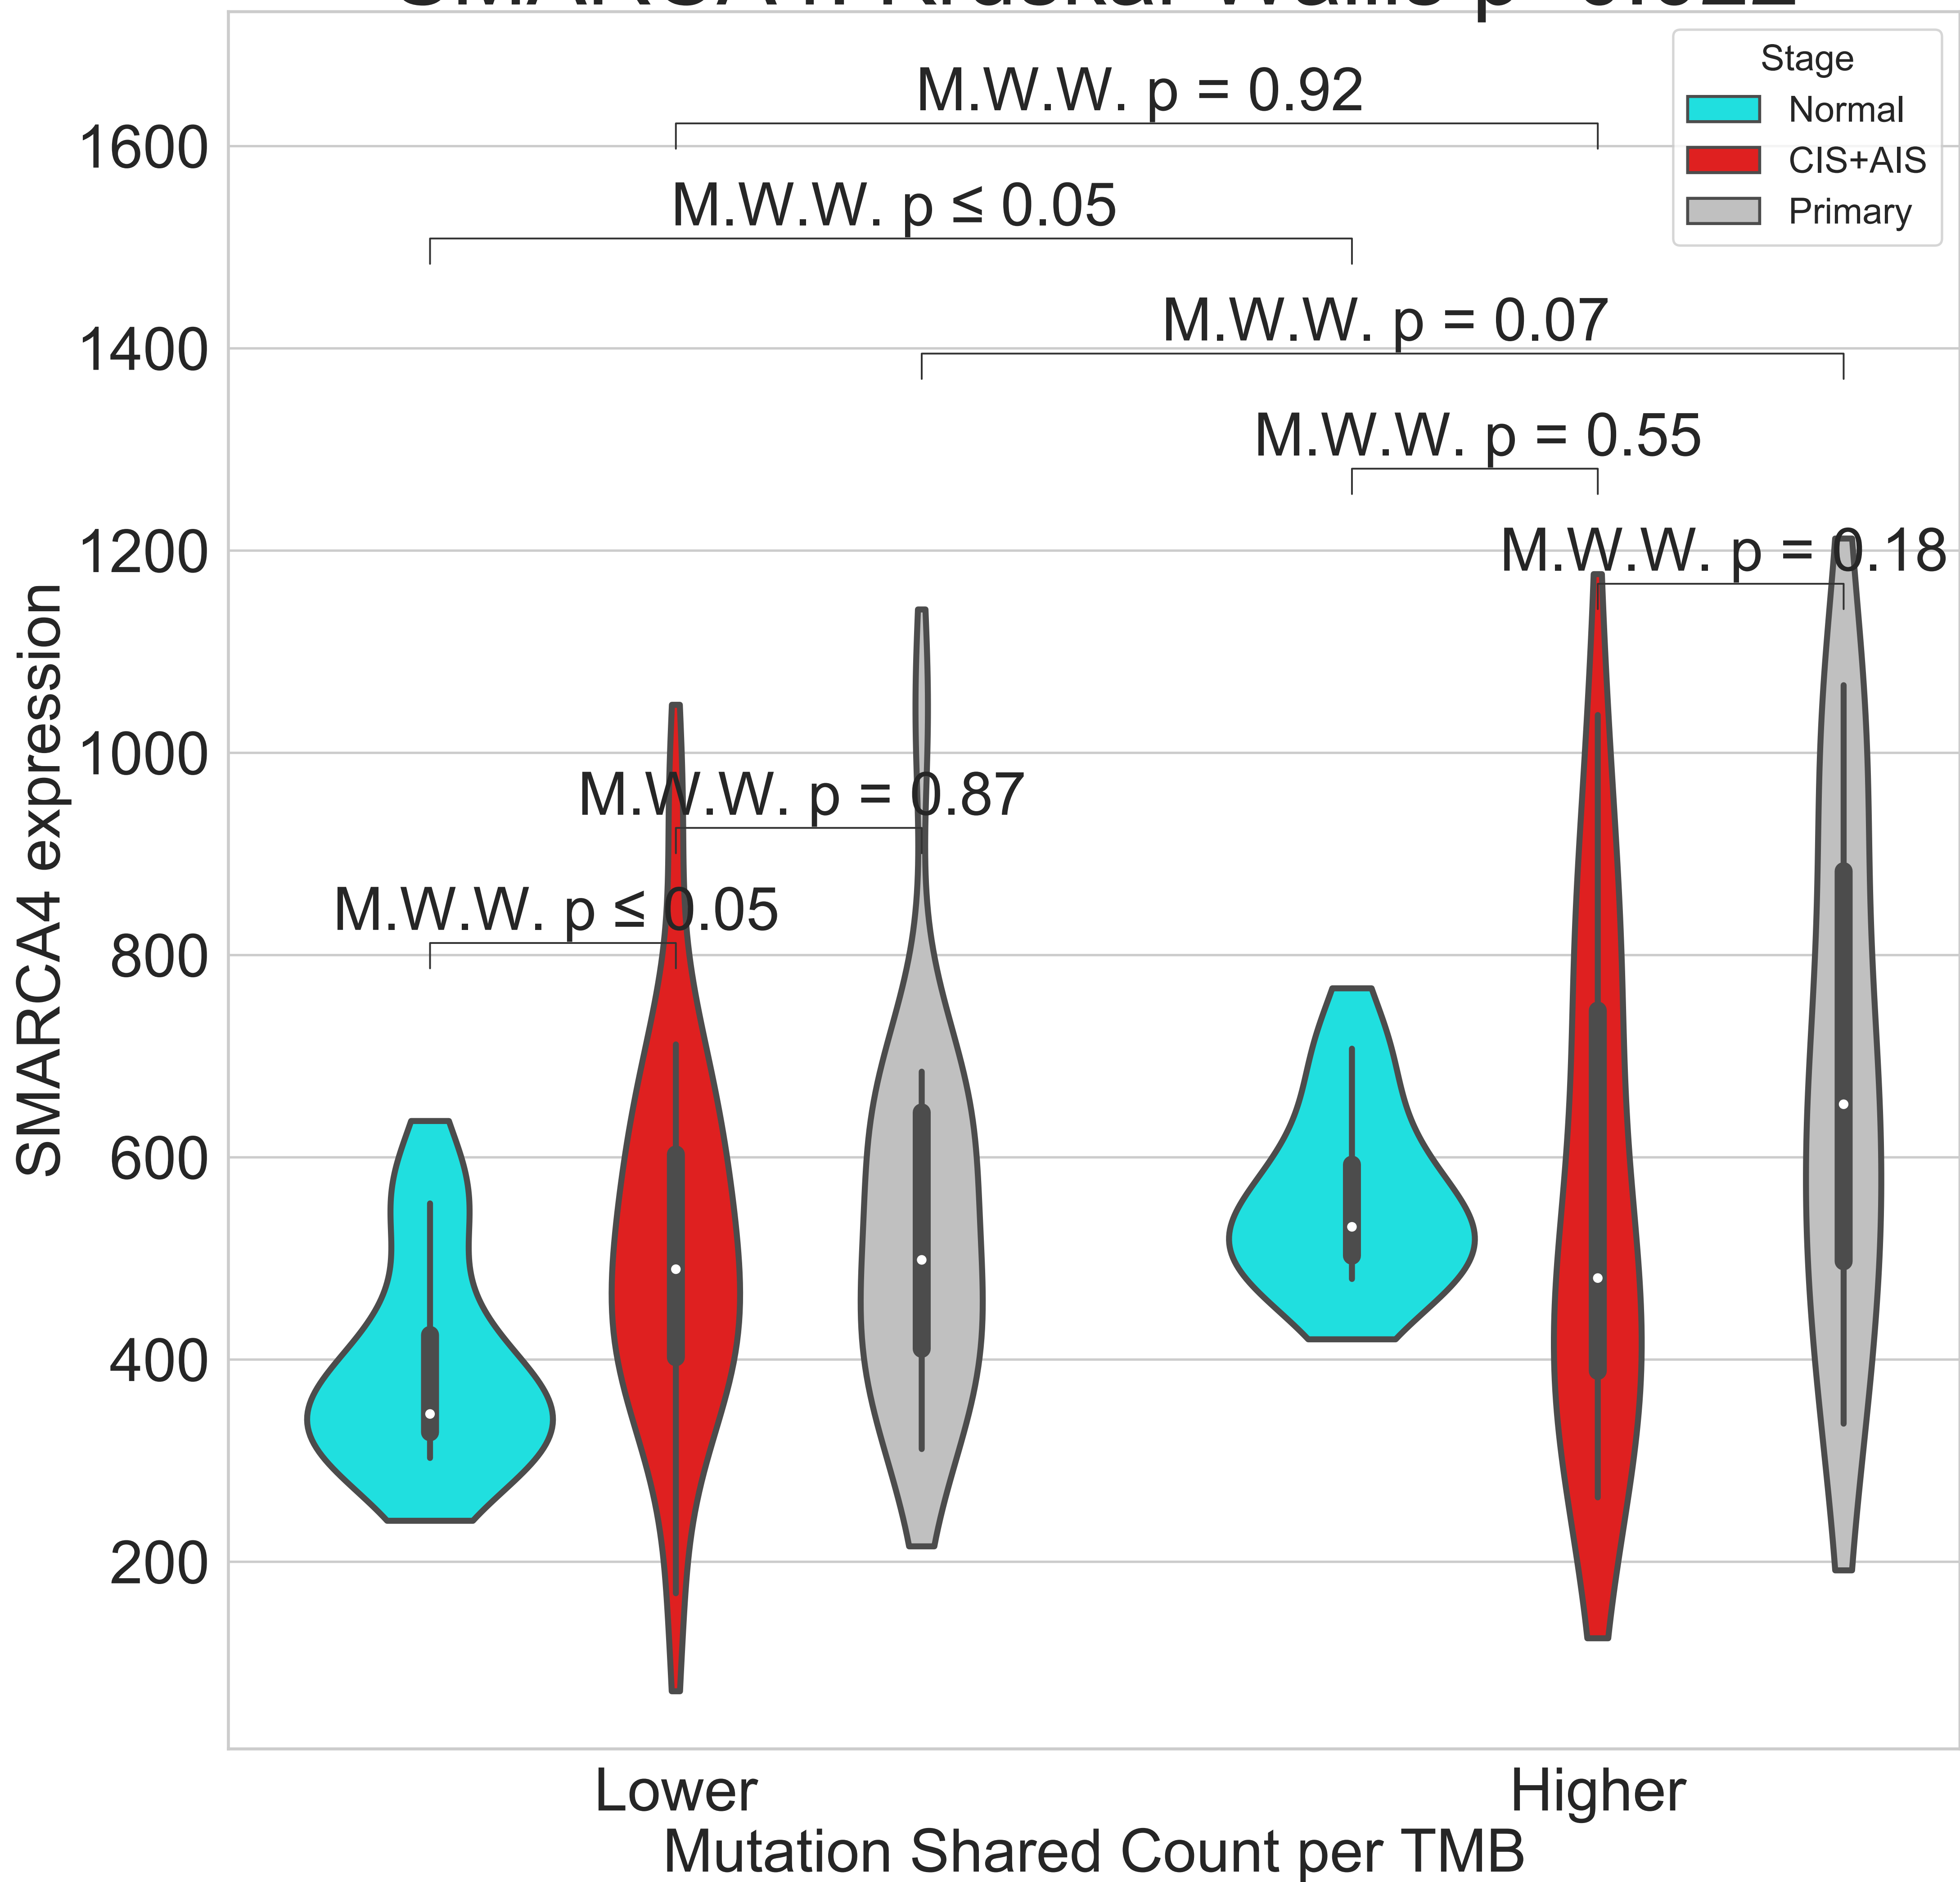 M.W.W. p = 0.92
M.W.W. p ≤ 0.05
M.W.W. p = 0.07
M.W.W. p = 0.55
M.W.W. p = 0.18
M.W.W. p = 0.87
M.W.W. p ≤ 0.05
Stage
Normal
CIS+AIS
Primary
SMARCA4 expression
1600
1400
1200
1000
800
600
400
200
Lower
Higher
Mutation Shared Count per TMB